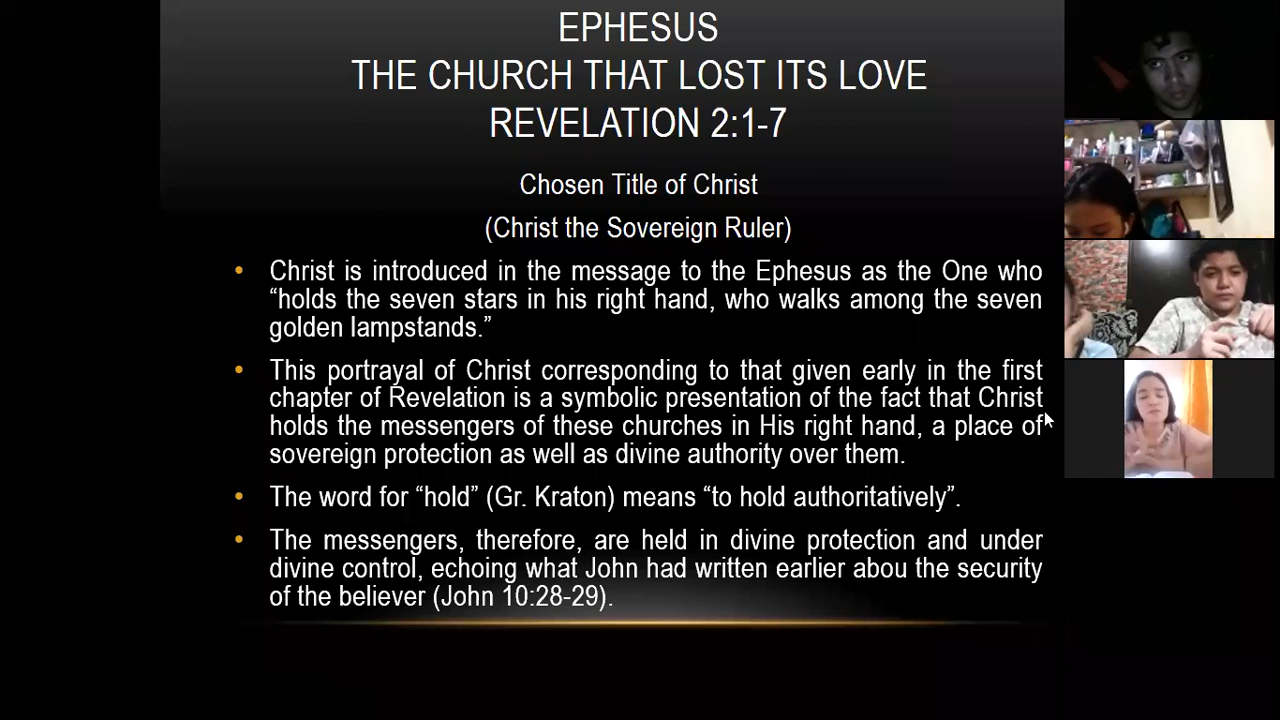 EPHESUS
THE CHURCH THAT LOST ITS LOVE
REVELATION 2:1-7
Chosen Title of Christ
(Christ the Sovereign Ruler)
• Christ is introduced in the message to the Ephesus as the One who
“holds the seven stars in his right hand, who walks among the seven
golden lampstands.”
• This portrayal of Christ corresponding to that given early in the first
chapter of Revelation is a symbolic presentation of the fact that Christ
holds the messengers of these churches in His right hand, a place of
sovereign protection as well as divine authority over them.
• The word for “hold” (Gr. Kraton) means “to hold authoritatively”.
• The messengers, therefore, are held in divine protection and under
divine control, echoing what John had written earlier abou the security
of the believer (John 10:28-29).